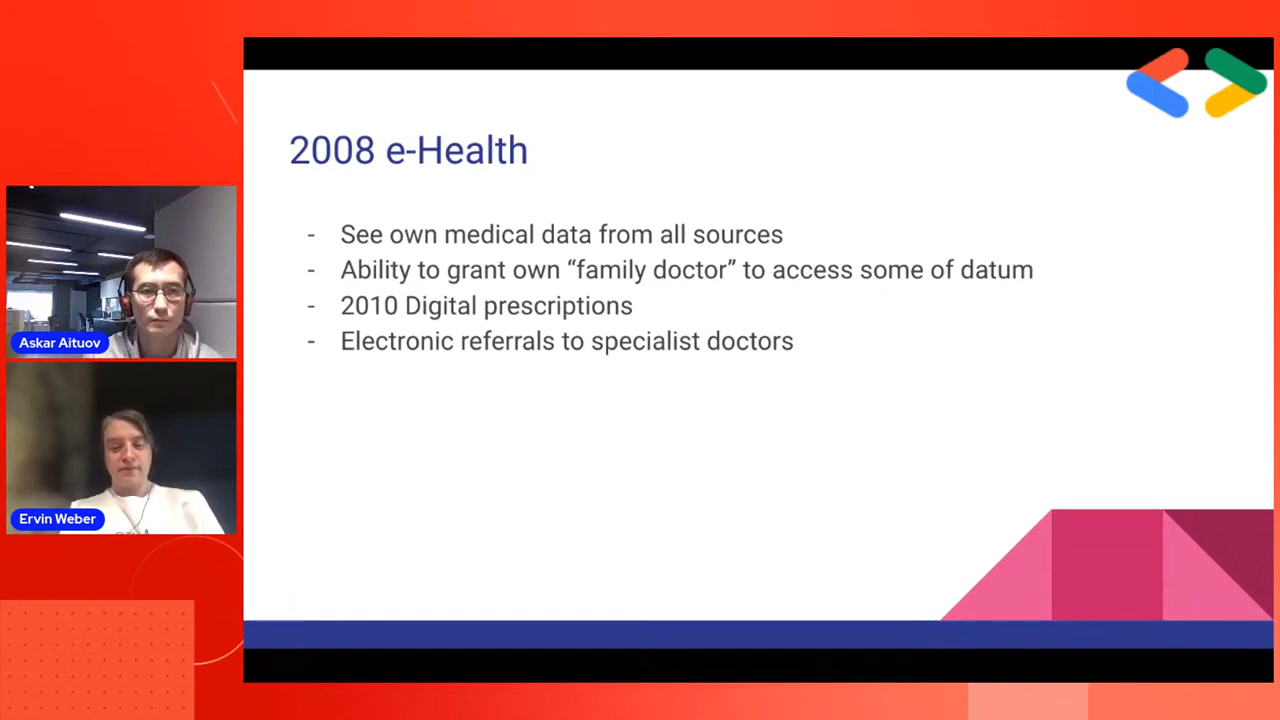 2008 e-Health
- See own medical data from all sources
- Ability to grant own “family doctor” to access some of datum
- 2010 Digital prescriptions
- Electronic referrals to specialist doctors
Askar Aituov
Ervin Weber